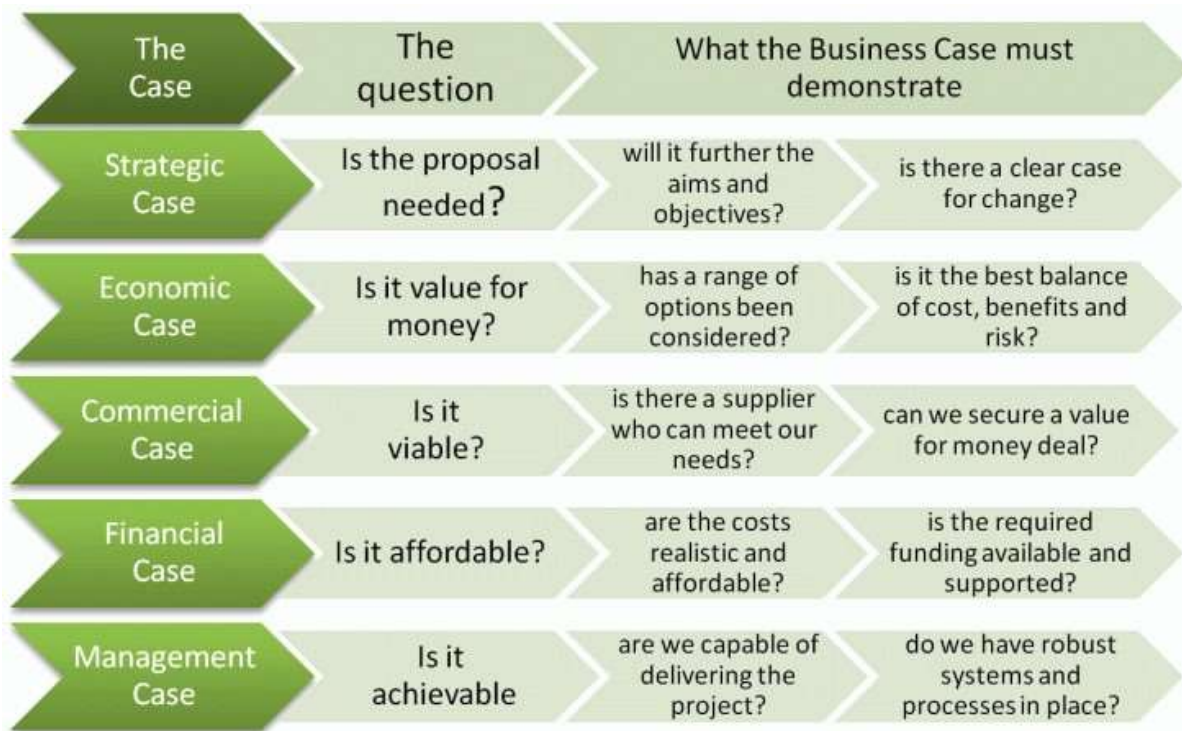 The
Case
The
question
What the Business Case must
demonstrate
Strategic
Case
Is the proposal
needed?
will it further the
aims and
objectives?
is there a clear case
for change?
Economic
Case
Is it value for
money?
has a range of
options been
considered?
is it the best balance
of cost, benefits and
risk?
Commercial
Case
Is it
viable?
is there a supplier
who can meet our
needs?
can we secure a value
for money deal?
Financial
Case
Is it affordable?
are the costs
realistic and
affordable?
is the required
funding available and
supported?
Management
Case
Is it
achievable
are we capable of
delivering the
project?
do we have robust
systems and
processes in place?